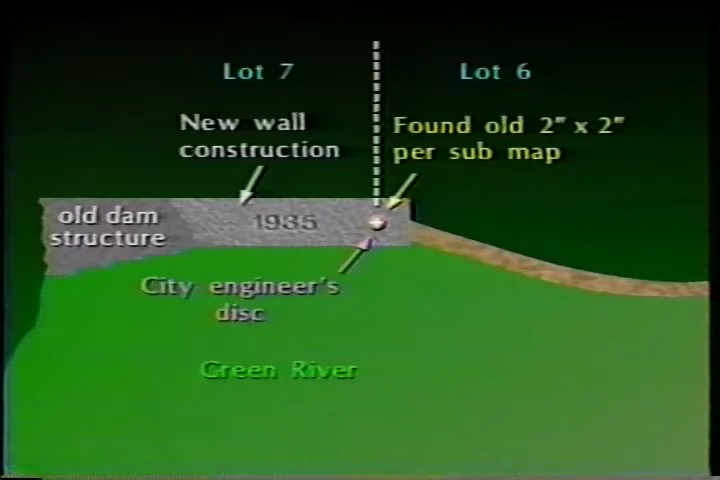 Lot 7
Lot 6
New wall
construction
Found old 2" x 2"
per sub map
old dam
structure
1935
City engineer's
disc
Green River